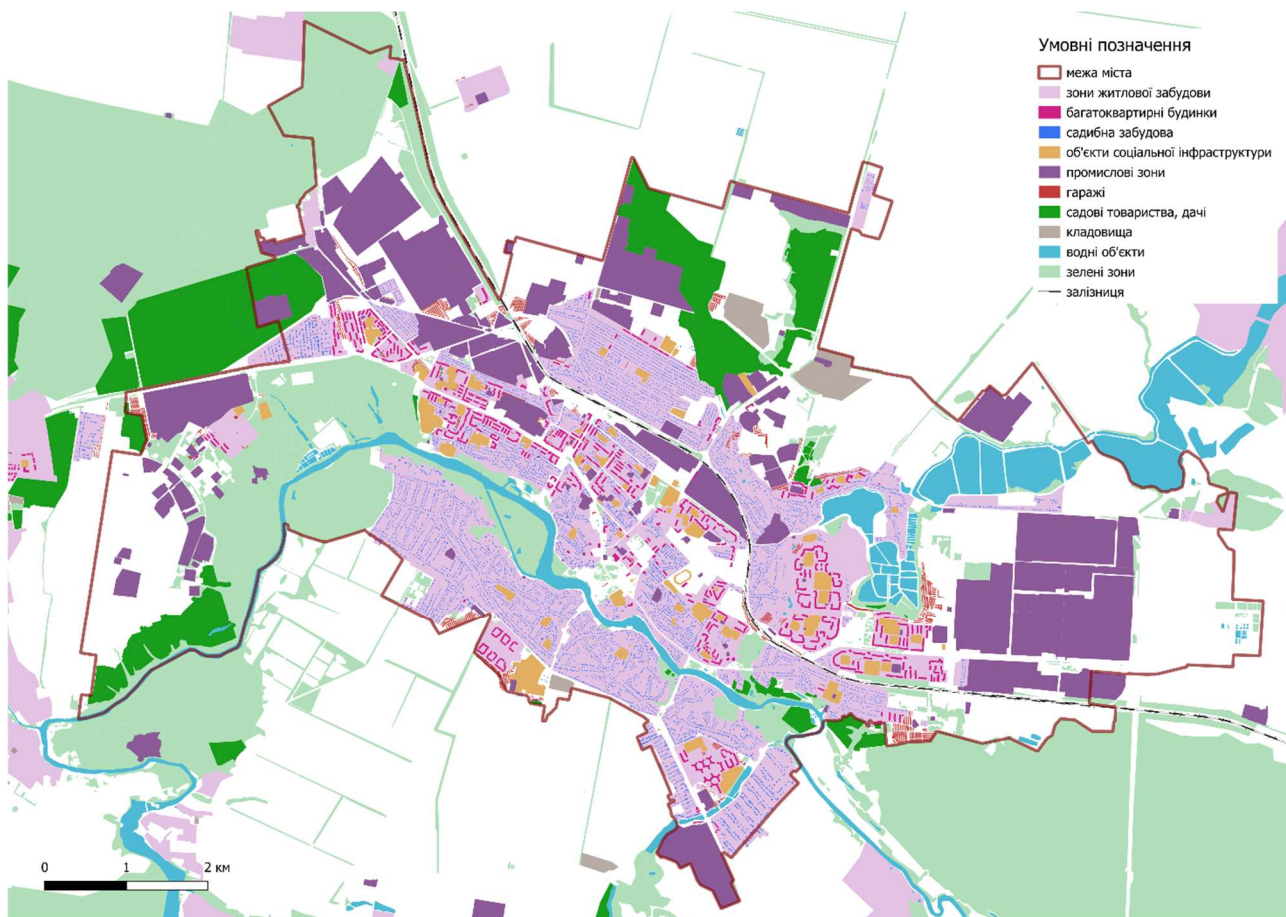 Умовні позначення
межа міста
зони житлової забудови
багатоквартирні будинки
садибна забудова
об'єкти соціальної інфраструктури
промислові зони
гаражі
садові товариства, дачі
кладовища
водні об'єкти
зелені зони
залізниця
0 1 2 км